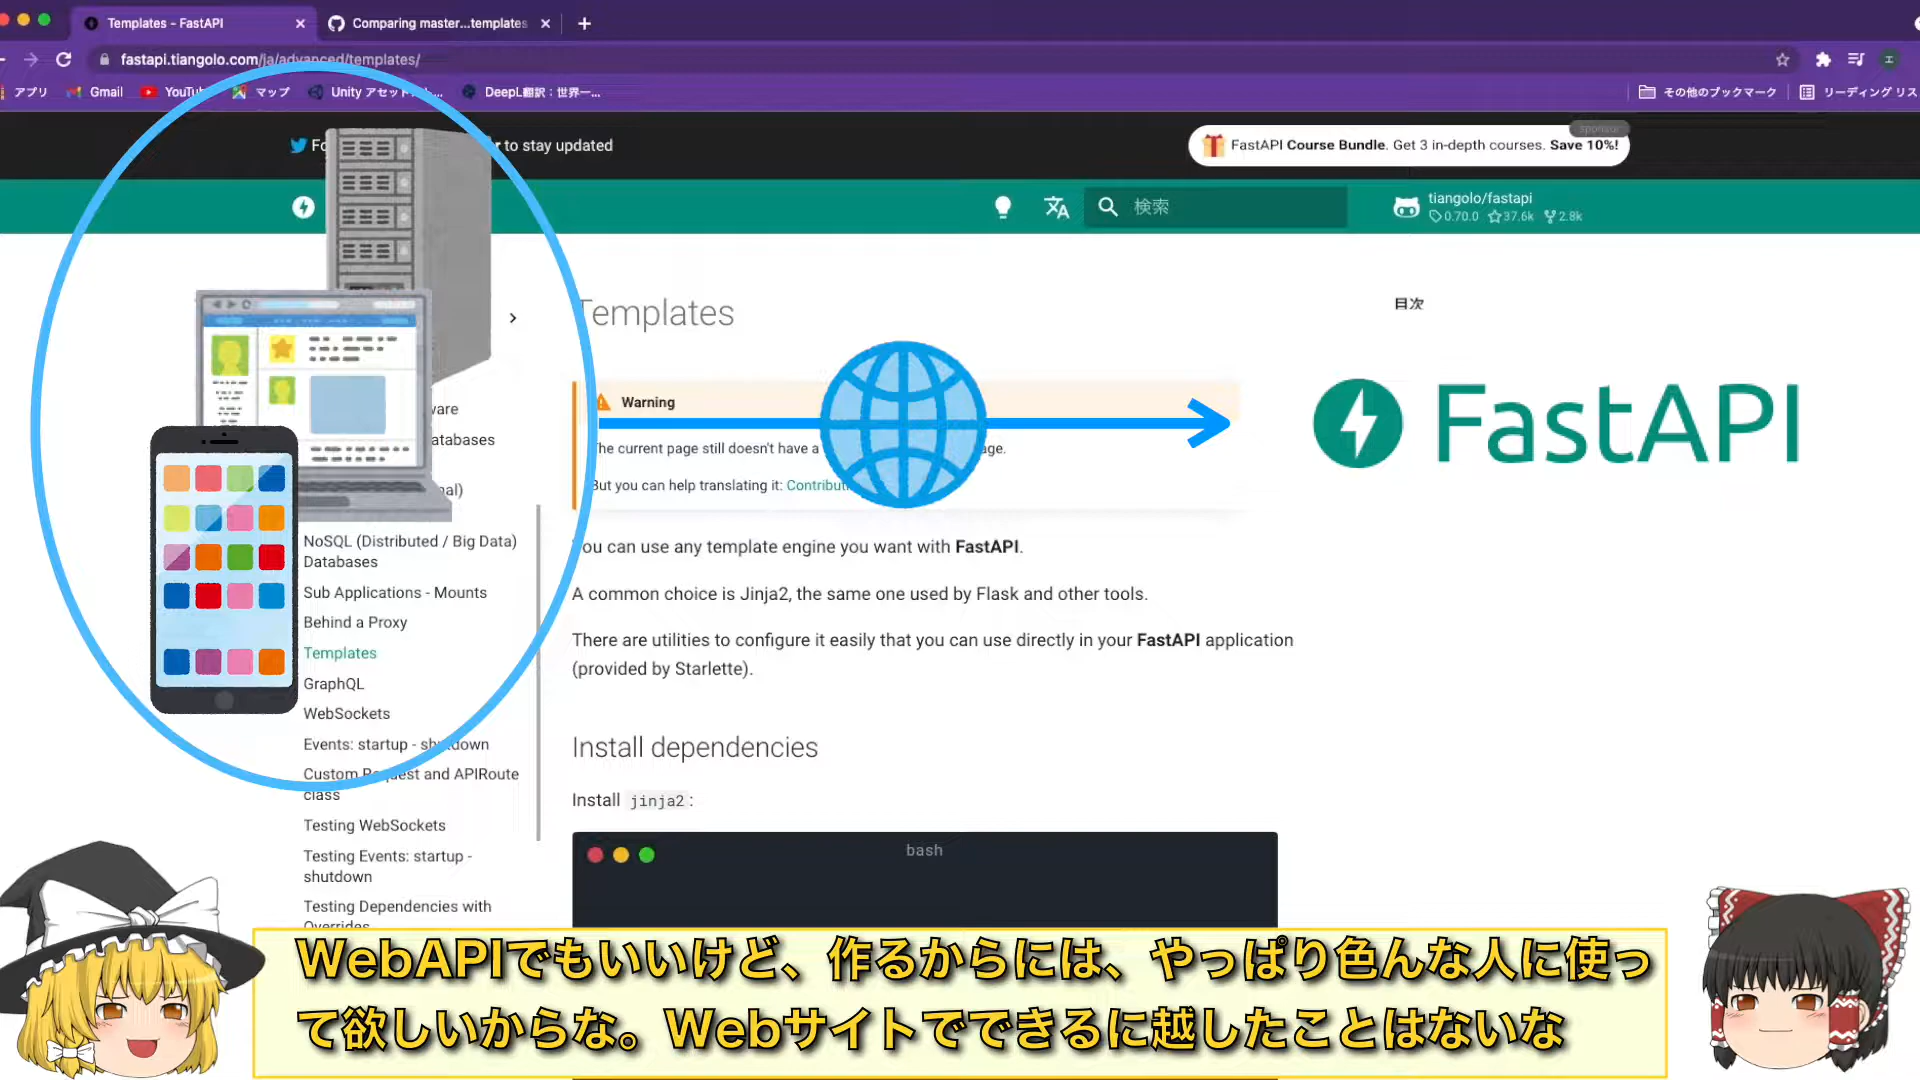 Templates - FastAPI
Comparing master...templates
fastapi.tiangolo.com/ja/advanced/templates/
アプリ Gmail マップ Unity アセットス... DeepL翻訳：世界一... その他のブックマーク リーディング リス
to stay updated
Sponsor
FastAPI Course Bundle. Get 3 in-depth courses. Save 10%!
検索
tiangolo/fastapi
0.70.0 37.6k 2.8k
Templates
目次
Warning
FastAPI
The current page still doesn't have a
But you can help translating it:
NoSQL (Distributed / Big Data)
Databases
Sub Applications - Mounts
Behind a Proxy
Templates
GraphQL
WebSockets
Events: startup - shutdown
Custom Request and APIRoute
class
Testing WebSockets
Testing Events: startup -
shutdown
Testing Dependencies with
Overrides
You can use any template engine you want with FastAPI.
A common choice is Jinja2, the same one used by Flask and other tools.
There are utilities to configure it easily that you can use directly in your FastAPI application
(provided by Starlette).
Install dependencies
Install jinja2:
bash
WebAPIでもいいけど、作るからには、やっぱり色んな人に使っ
て欲しいからな。Webサイトでできるに越したことはないな